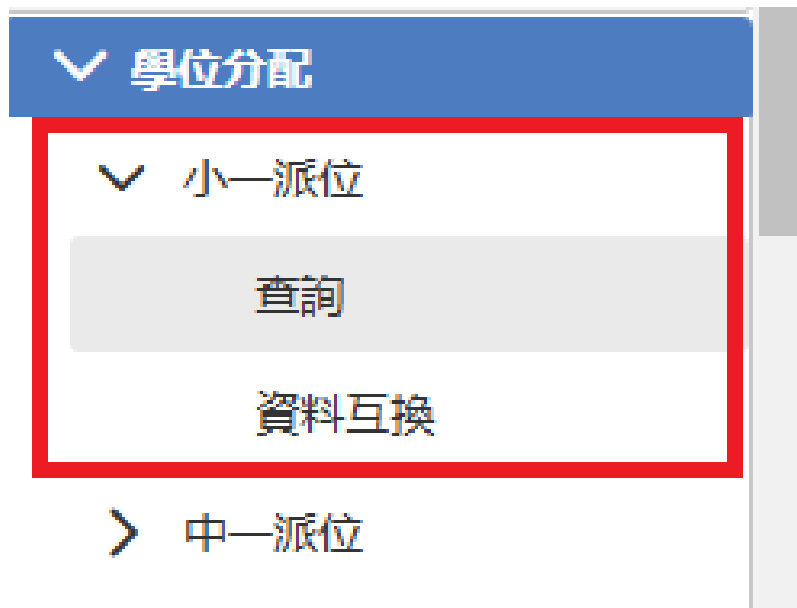 學位分配
小一派位
查詢
資料互換
中一派位